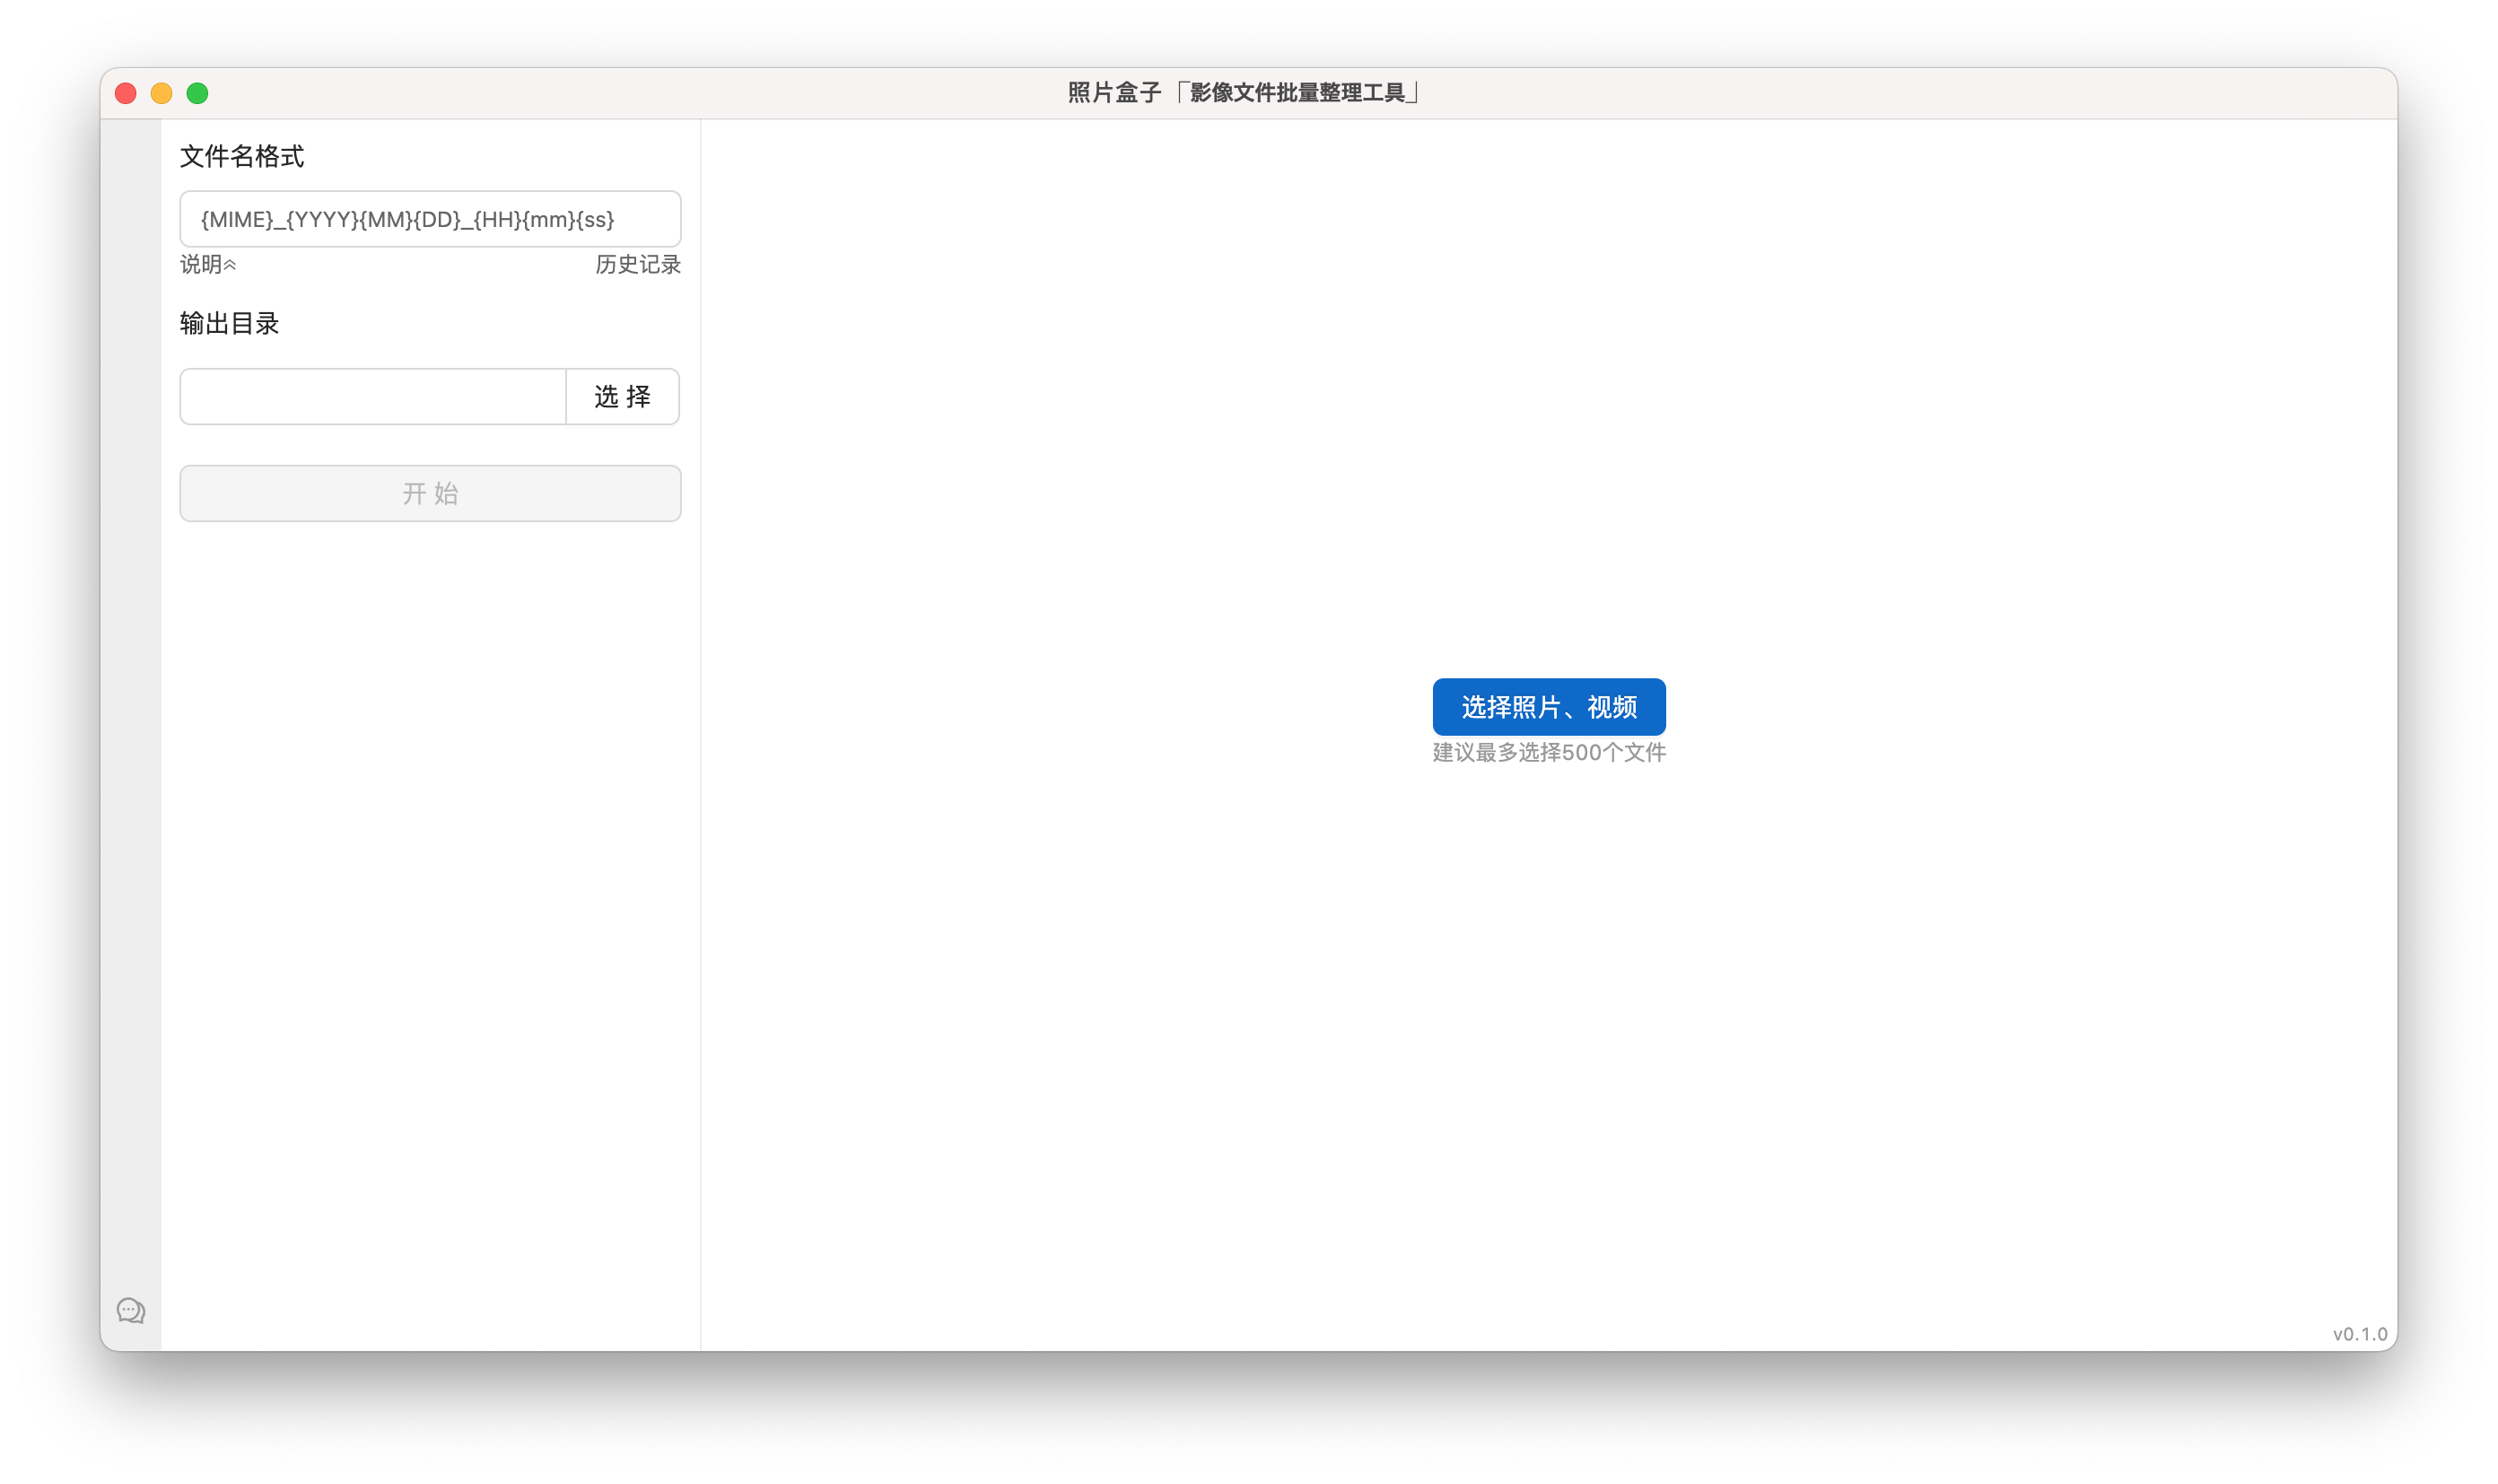 照片盒子「影像文件批量整理工具」
文件名格式
{MIME}_{YYYY}{MM}{DD}_{HH}{mm}{ss}
说明 历史记录
输出目录
选 择
开 始
选择照片、视频
建议最多选择500个文件
v0.1.0